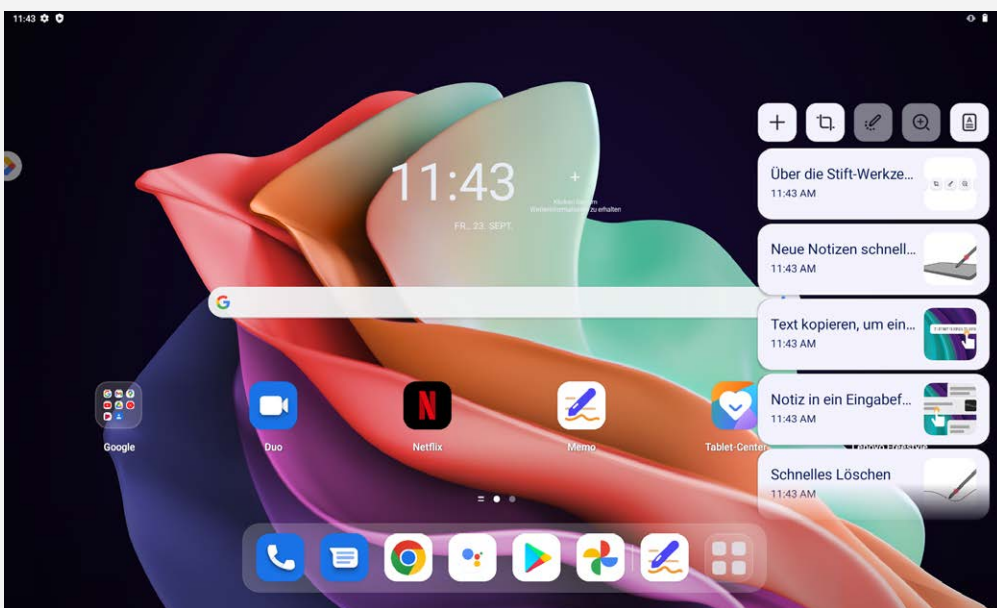 11:43
11:43
FR., 23. SEPT.
Über die Stift-Werkze...
11:43 AM
Neue Notizen schnell...
11:43 AM
Text kopieren, um ein...
11:43 AM
Notiz in ein Eingabef...
11:43 AM
Schnelles Löschen
11:43 AM
Google
Duo
Netflix
Memo
Tablet-Center
Lenovo Freestyle